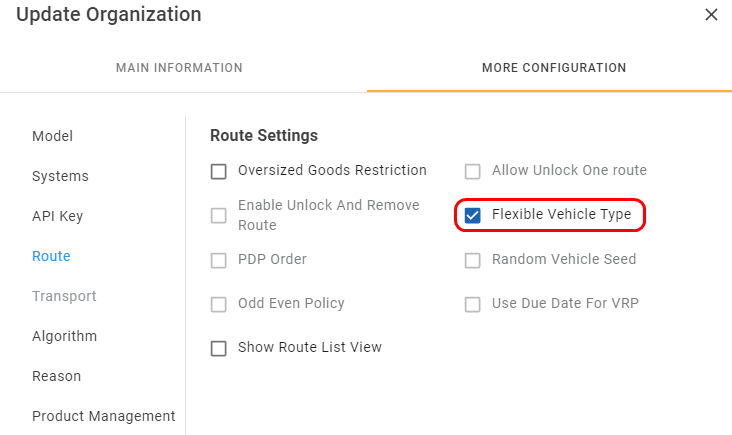 Update Organization
MAIN INFORMATION
MORE CONFIGURATION
Model
Systems
API Key
Route
Transport
Algorithm
Reason
Product Management
Route Settings
Oversized Goods Restriction
Allow Unlock One route
Enable Unlock And Remove
Route
Flexible Vehicle Type
PDP Order
Random Vehicle Seed
Odd Even Policy
Use Due Date For VRP
Show Route List View